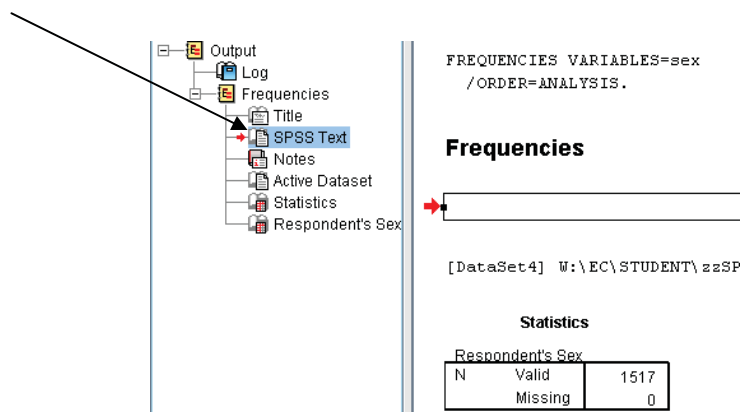 Output
Log
Frequencies
Title
SPSS Text
Notes
Active Dataset
Statistics
Respondent's Sex
FREQUENCIES VARIABLES=sex
/ORDER=ANALYSIS.
Frequencies
[DataSet4] W:\EC\STUDENT\zzSP
Statistics
Respondent's Sex
N Valid 1517
Missing 0